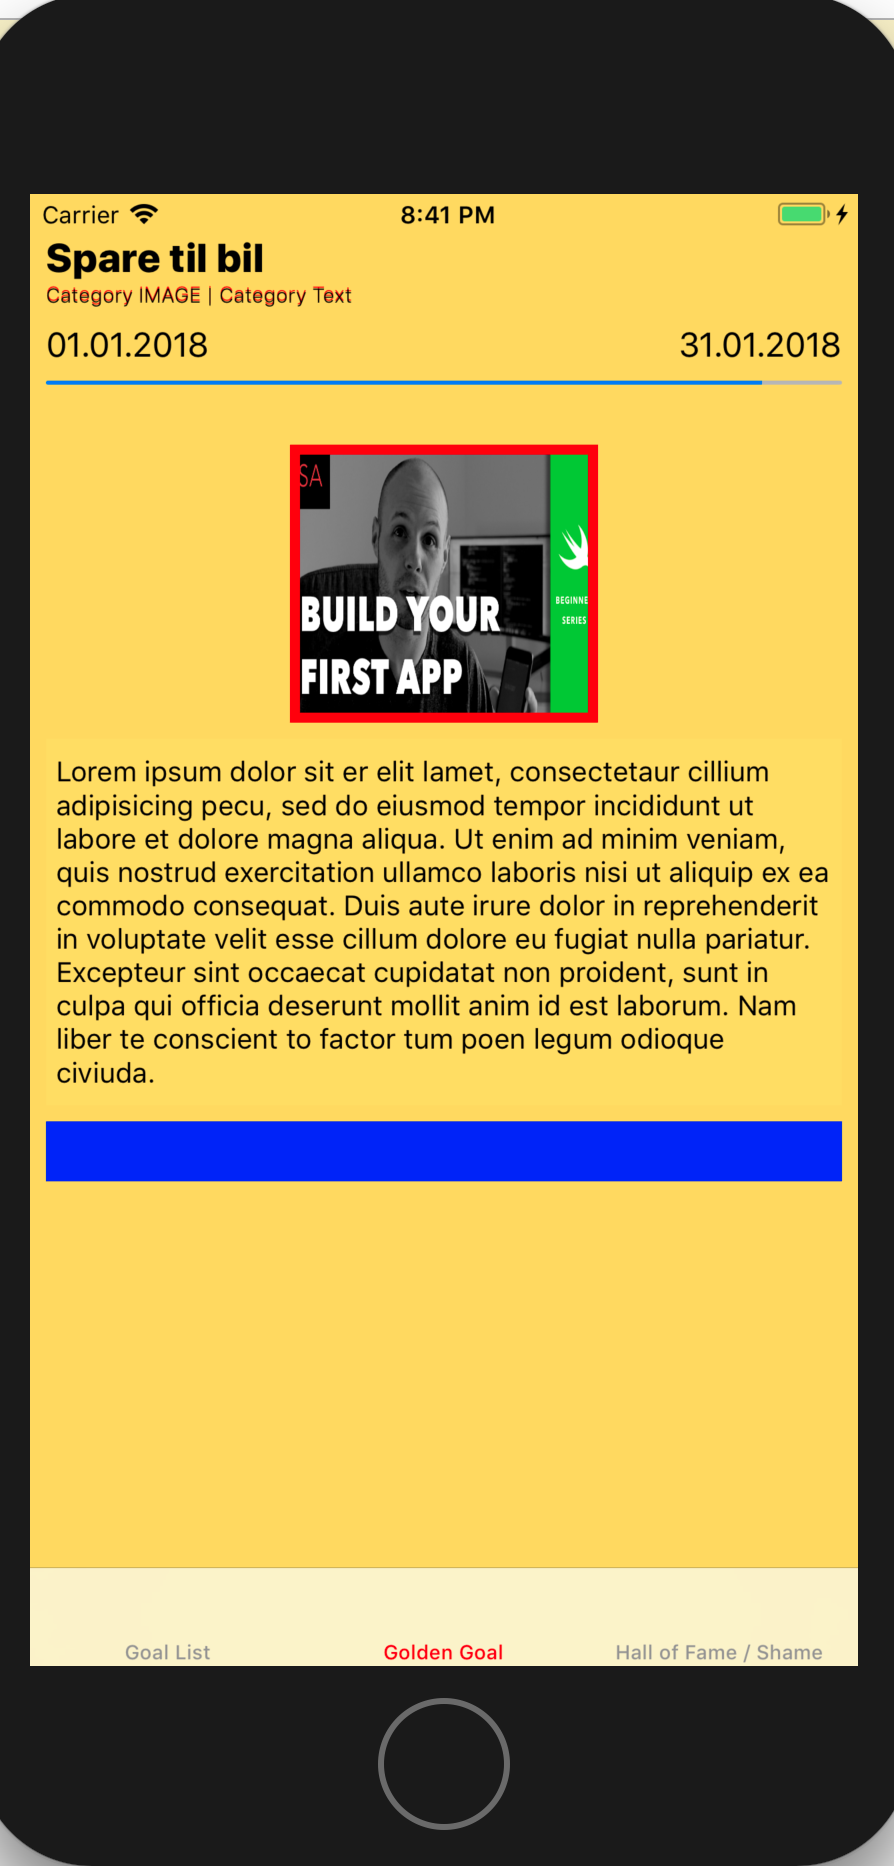 Carrier 8:41 PM
Spare til bil
Category IMAGE | Category Text
01.01.2018 31.01.2018
SA
BUILD YOUR
FIRST APP
BEGINNE
SERIES
Lorem ipsum dolor sit er elit lamet, consectetaur cillium
adipisicing pecu, sed do eiusmod tempor incididunt ut
labore et dolore magna aliqua. Ut enim ad minim veniam,
quis nostrud exercitation ullamco laboris nisi ut aliquip ex ea
commodo consequat. Duis aute irure dolor in reprehenderit
in voluptate velit esse cillum dolore eu fugiat nulla pariatur.
Excepteur sint occaecat cupidatat non proident, sunt in
culpa qui officia deserunt mollit anim id est laborum. Nam
liber te conscient to factor tum poen legum odioque
civiuda.
Goal List Golden Goal Hall of Fame / Shame